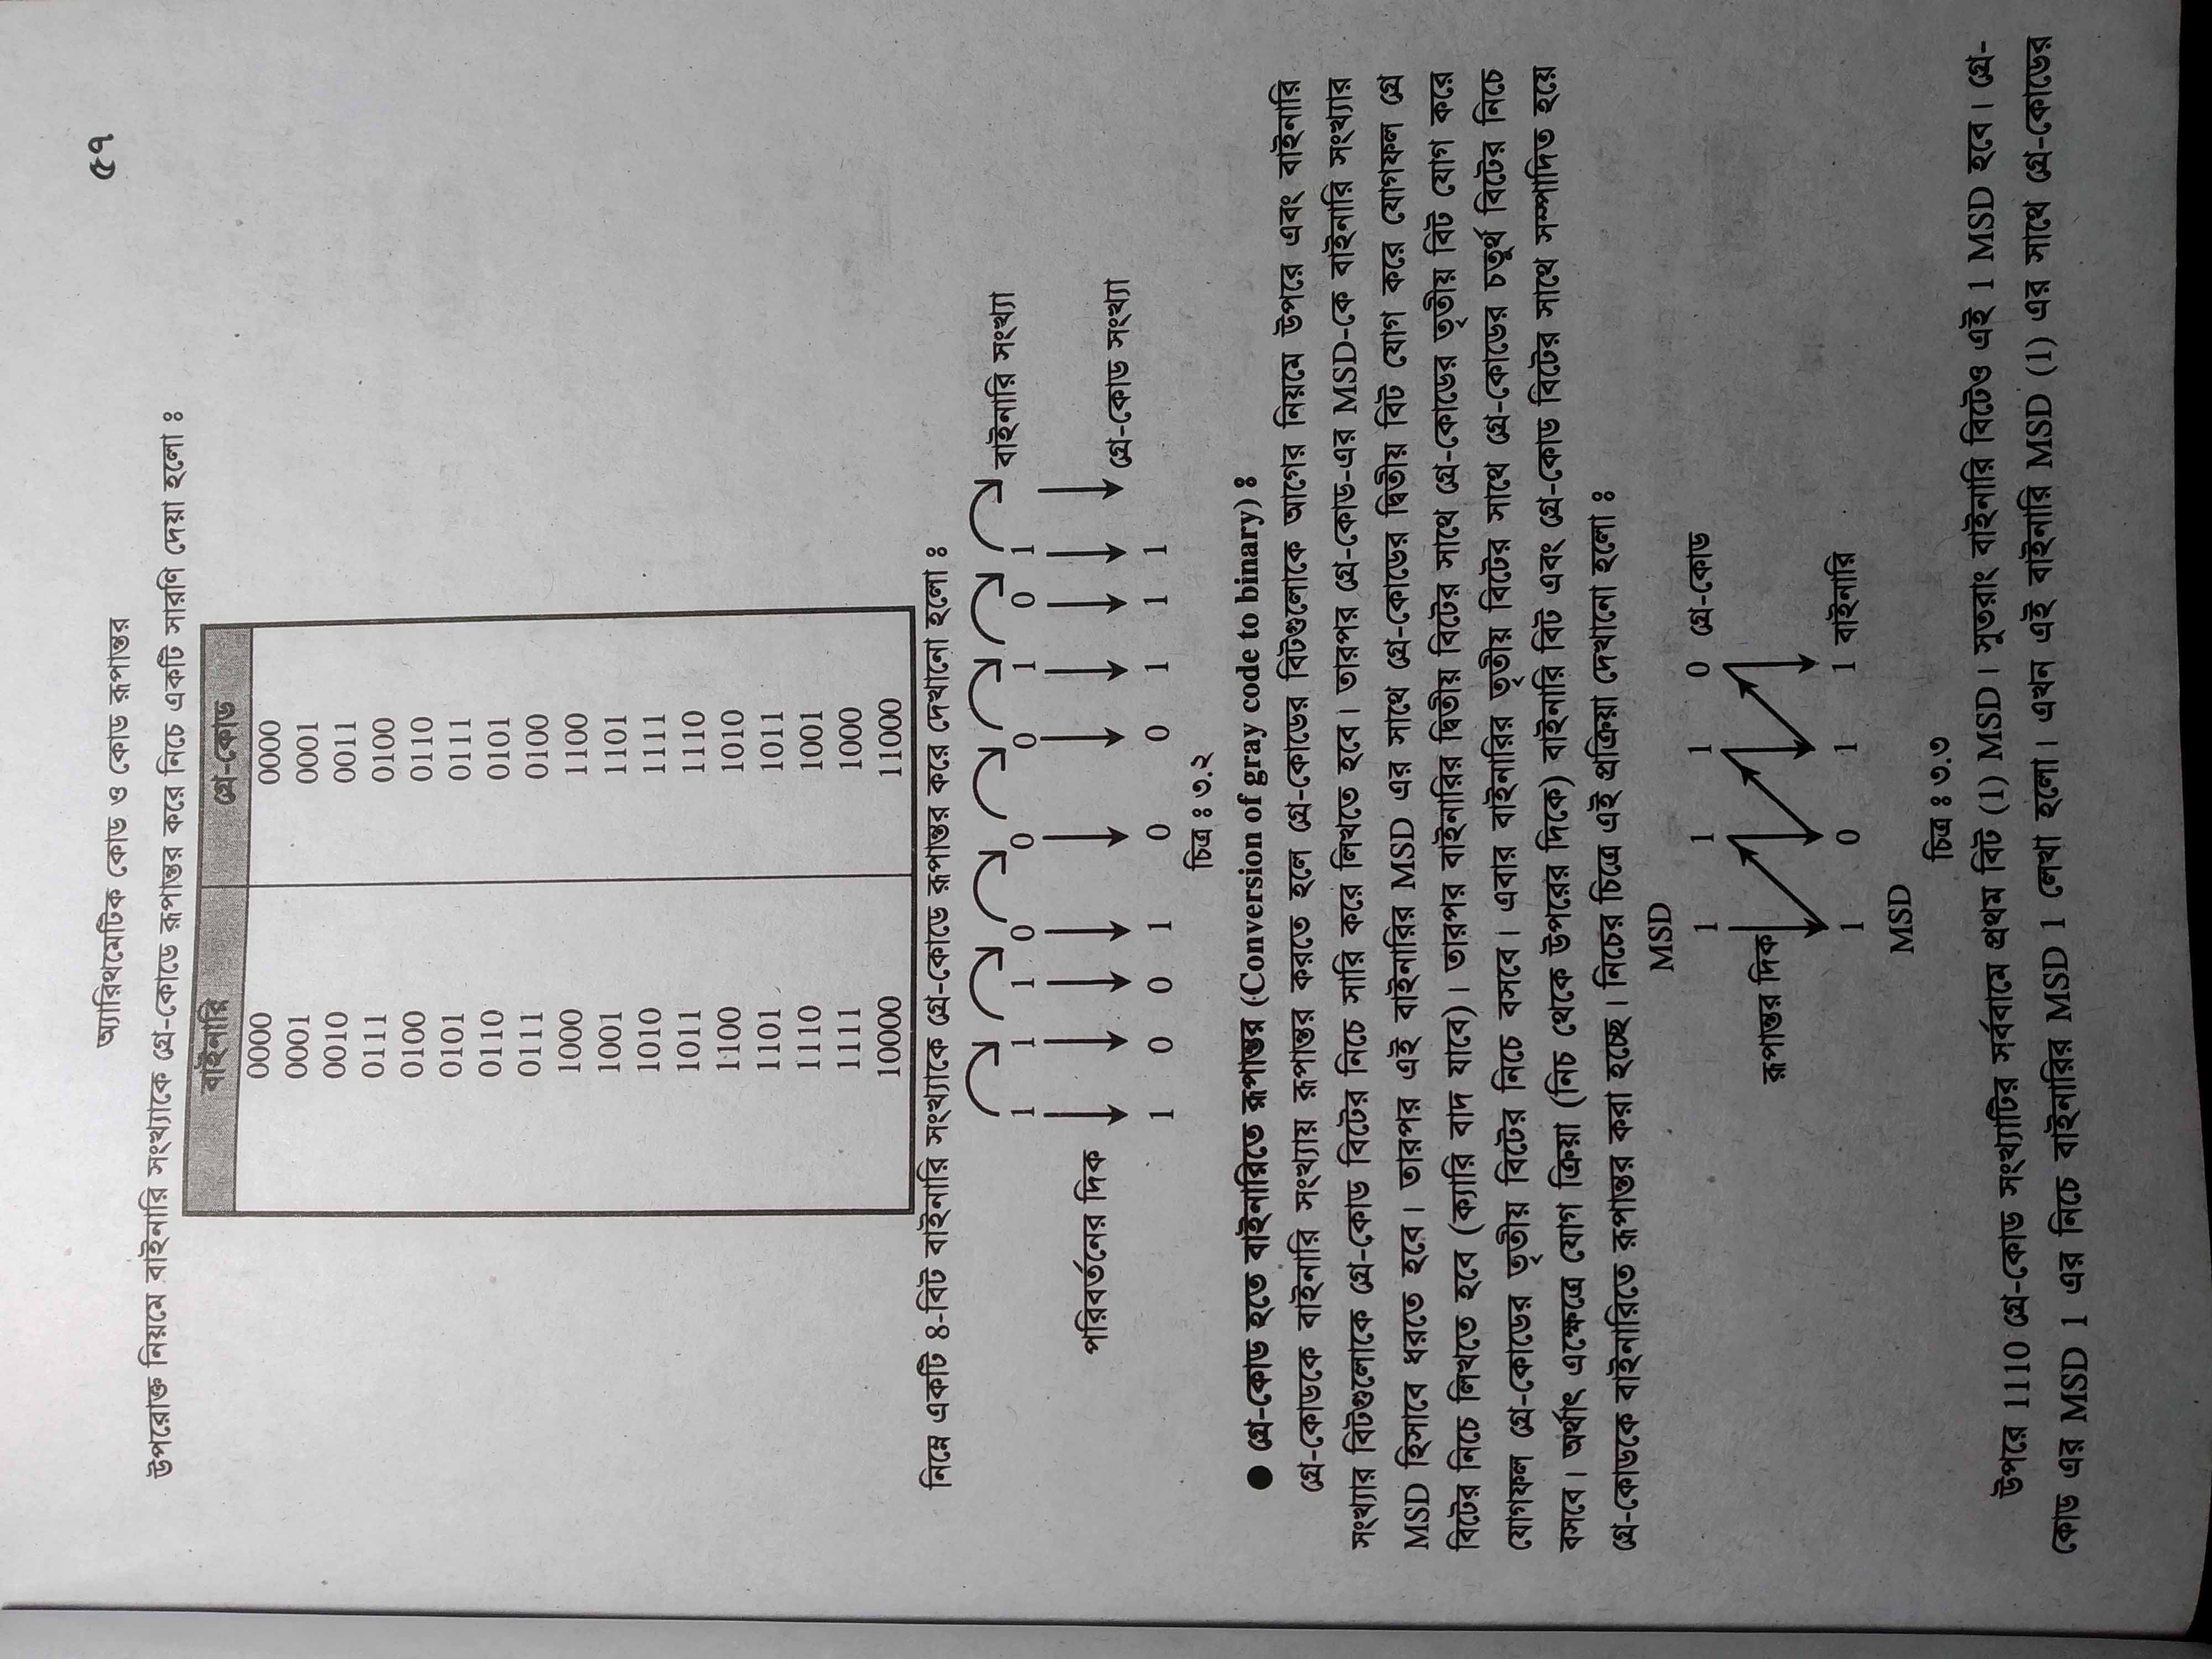 অ্যারিথমেটিক কোড ও কোড রূপান্তর ৫৭
উপরোক্ত নিয়মে বাইনারি সংখ্যাকে গ্রে-কোডে রূপান্তর করে নিচে একটি সারণি দেয়া হলো ঃ
বাইনারি গ্রে-কোড
0000 0000
0001 0001
0010 0011
0111 0100
0100 0110
0101 0111
0110 0101
0111 0100
1000 1100
1001 1101
1010 1111
1011 1110
1100 1010
1101 1011
1110 1001
1111 1000
10000 11000
নিম্নে একটি ৪-বিট বাইনারি সংখ্যাকে গ্রে-কোডে রূপান্তর করে দেখানো হলো ঃ
1 1 1 0 0 0 1 0 1 বাইনারি সংখ্যা
পরিবর্তনের দিক গ্রে-কোড সংখ্যা
1 0 0 1 0 0 1 1 1
চিত্র ঃ ৩.২
● গ্রে-কোড হতে বাইনারিতে রূপান্তর (Conversion of gray code to binary) ঃ
গ্রে-কোডকে বাইনারি সংখ্যায় রূপান্তর করতে হলে গ্রে-কোডের বিটগুলোকে আগের নিয়মে উপরে এবং বাইনারি
সংখ্যার বিটগুলোকে গ্রে-কোড বিটের নিচে সারি করে লিখতে হবে। তারপর গ্রে-কোড-এর MSD-কে বাইনারি সংখ্যার
MSD হিসাবে ধরতে হবে। তারপর এই বাইনারির MSD এর সাথে গ্রে-কোডের দ্বিতীয় বিট যোগ করে যোগফল গ্রে
বিটের নিচে লিখতে হবে (ক্যারি বাদ যাবে)। তারপর বাইনারির দ্বিতীয় বিটের সাথে গ্রে-কোডের তৃতীয় বিট যোগ করে
যোগফল গ্রে-কোডের তৃতীয় বিটের নিচে বসবে। এবার বাইনারির তৃতীয় বিটের সাথে গ্রে-কোডের চতুর্থ বিটের নিচে
বসবে। অর্থাৎ এক্ষেত্রে যোগ ক্রিয়া (নিচ থেকে উপরের দিকে) বাইনারি বিট এবং গ্রে-কোড বিটের সাথে সম্পাদিত হয়ে
গ্রে-কোডকে বাইনারিতে রূপান্তর করা হচ্ছে। নিচের চিত্রে এই প্রক্রিয়া দেখানো হলো ঃ
MSD
1 1 1 0 গ্রে-কোড
রূপান্তর দিক
1 0 1 1 বাইনারি
MSD
চিত্র ঃ ৩.৩
উপরে 1110 গ্রে-কোড সংখ্যাটির সর্ববামে প্রথম বিট (1) MSD। সুতরাং বাইনারি বিটেও এই 1 MSD হবে। গ্রে-
কোড এর MSD 1 এর নিচে বাইনারির MSD 1 লেখা হলো। এখন এই বাইনারি MSD (1) এর সাথে গ্রে-কোডের